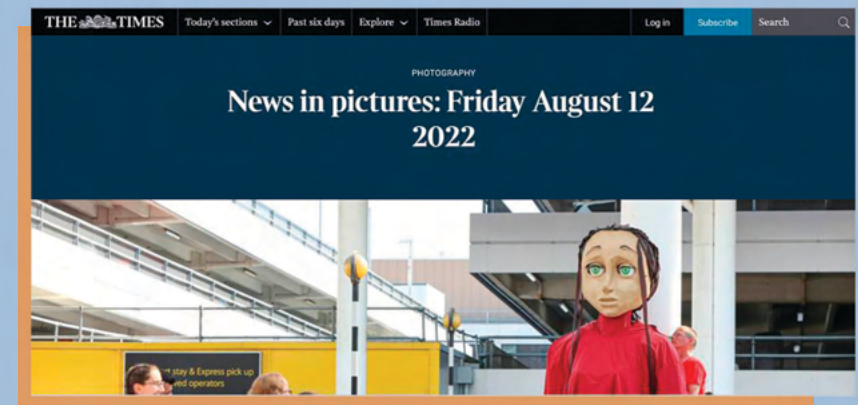 THE TIMES Today's sections Past six days Explore Times Radio Log in Subscribe Search
PHOTOGRAPHY
News in pictures: Friday August 12
2022
stay & Express pick up
operators